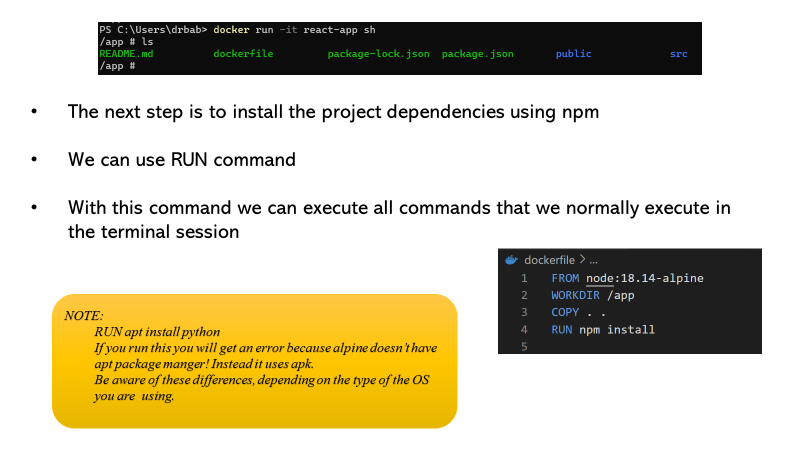 PS C:\Users\drbab> docker run -it react-app sh
/app # ls
README.md dockerfile package-lock.json package.json public src
/app #
• The next step is to install the project dependencies using npm
• We can use RUN command
• With this command we can execute all commands that we normally execute in
the terminal session
dockerfile > ...
1 FROM node:18.14-alpine
2 WORKDIR /app
3 COPY . .
4 RUN npm install
5
NOTE:
RUN apt install python
If you run this you will get an error because alpine doesn't have
apt package manger! Instead it uses apk.
Be aware of these differences, depending on the type of the OS
you are using.